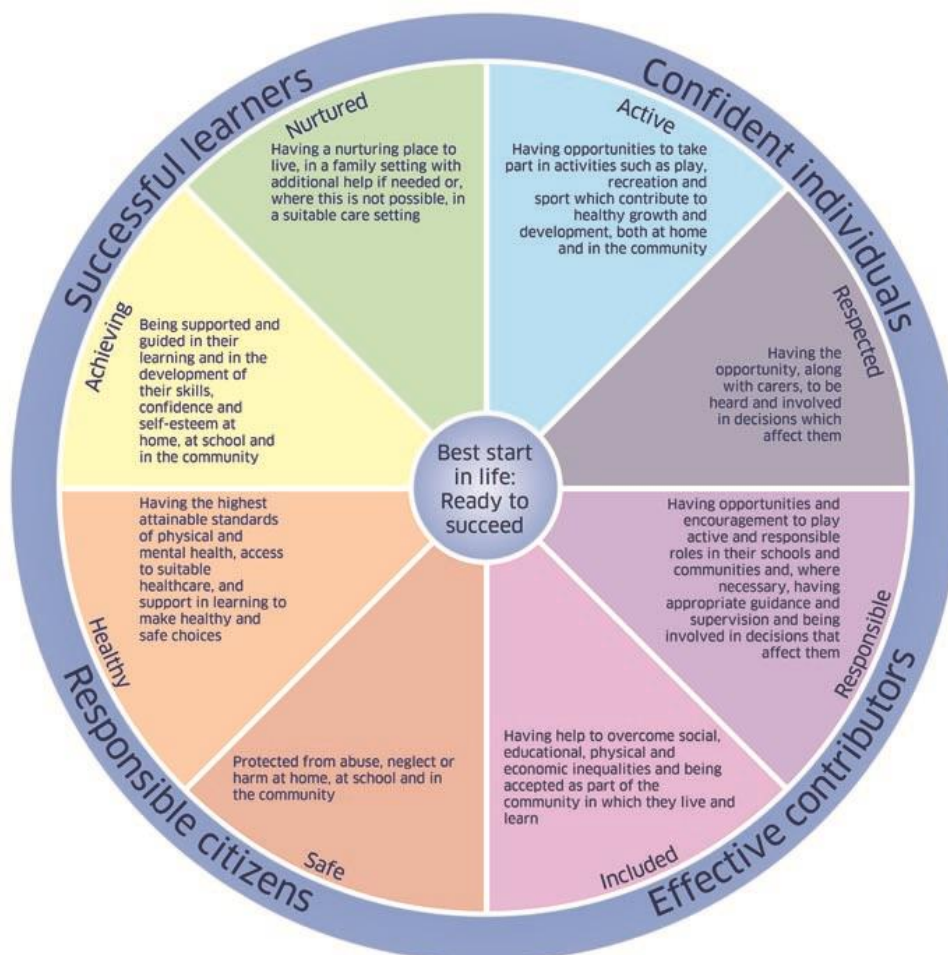 Successful learners
Confident individuals
Nurtured
Having a nurturing place to
live, in a family setting with
additional help if needed or,
where this is not possible, in
a suitable care setting
Active
Having opportunities to take
part in activities such as play,
recreation and
sport which contribute to
healthy growth and
development, both at home
and in the community
Achieving
Being supported and
guided in their
learning and in the
development of
their skills,
confidence and
self-esteem at
home, at school and
in the community
Respected
Having the
opportunity, along
with carers, to be
heard and involved
in decisions which
affect them
Best start
in life:
Ready to
succeed
Healthy
Having the highest
attainable standards
of physical and
mental health, access
to suitable
healthcare, and
support in learning to
make healthy and
safe choices
Responsible
Having opportunities and
encouragement to play
active and responsible
roles in their schools and
communities and, where
necessary, having
appropriate guidance and
supervision and being
involved in decisions that
affect them
Protected from abuse, neglect or
harm at home, at school and in
the community
Safe
Having help to overcome social,
educational, physical and
economic inequalities and being
accepted as part of the
community in which they live and
learn
Included
Responsible citizens
Effective contributors